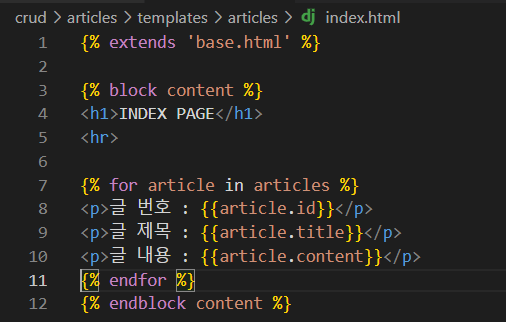 crud > articles > templates > articles > dj index.html
1 {% extends 'base.html' %}
2
3 {% block content %}
4 <h1>INDEX PAGE</h1>
5 <hr>
6
7 {% for article in articles %}
8 <p>글 번호 : {{article.id}}</p>
9 <p>글 제목 : {{article.title}}</p>
10 <p>글 내용 : {{article.content}}</p>
11 {% endfor %}
12 {% endblock content %}